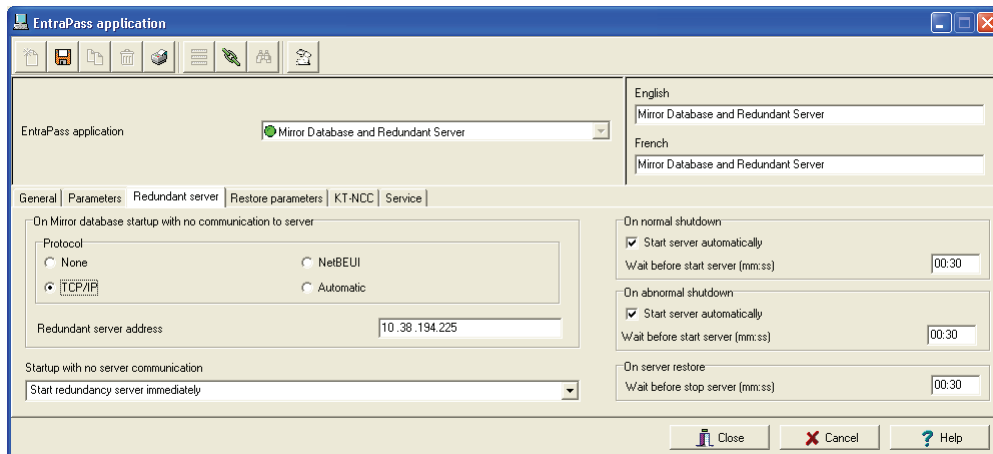 EntraPass application
English
Mirror Database and Redundant Server
EntraPass application
Mirror Database and Redundant Server
French
Mirror Database and Redundant Server
General
Parameters
Redundant server
Restore parameters
KT-NCC
Service
On Mirror database startup with no communication to server
Protocol
None
NetBEUI
TCP/IP
Automatic
Redundant server address
10 .38 .194.225
Startup with no server communication
Start redundancy server immediately
On normal shutdown
Start server automatically
Wait before start server (mm:ss)
00:30
On abnormal shutdown
Start server automatically
Wait before start server (mm:ss)
00:30
On server restore
Wait before stop server (mm:ss)
00:30
Close
Cancel
? Help